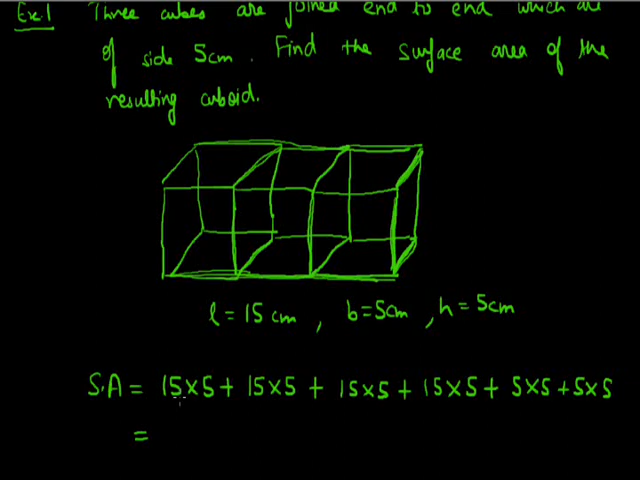 Ex.1 Three cubes are joined end to end which are
of side 5cm. Find the surface area of the
resulting cuboid.
l = 15 cm , b = 5cm , h = 5cm
S.A = 15×5 + 15×5 + 15×5 + 15×5 + 5×5 + 5×5
=